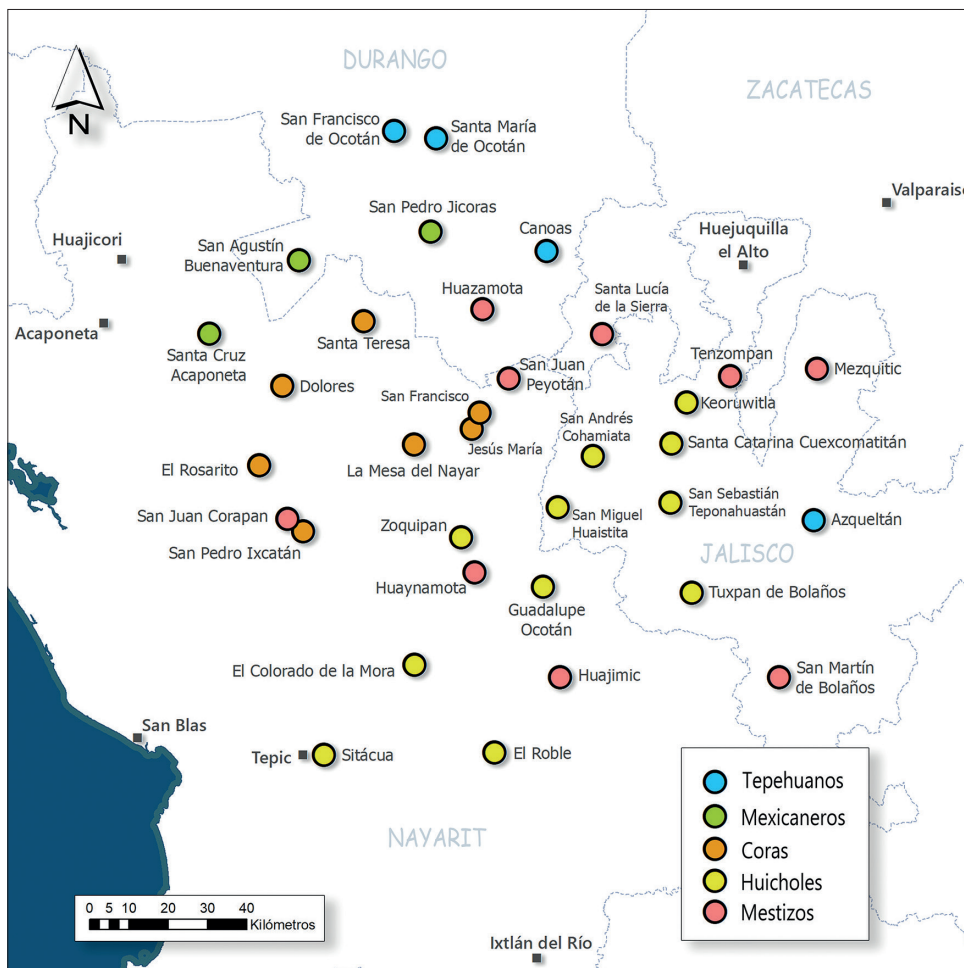 DURANGO
ZACATECAS
N
San Francisco
de Ocotán
Santa María
de Ocotán
Valparaiso
San Pedro Jicoras
Canoas
Huejuquilla
el Alto
Huajicori
San Agustín
Buenaventura
Huazamota
Santa Lucía
de la Sierra
Acaponeta
Santa Teresa
Santa Cruz
Acaponeta
Tenzompan
Mezquitic
San Juan
Peyotán
Dolores
San Francisco
Keoruwitla
San Andrés
Cohamiata
Jesús María
Santa Catarina Cuexcomatitán
El Rosarito
La Mesa del Nayar
San Sebastián
Teponahuastán
San Juan Corapan
San Miguel
Huaistita
Azqueltán
Zoquipan
San Pedro Ixcatán
JALISCO
Huaynamota
Guadalupe
Ocotán
Tuxpan de Bolaños
El Colorado de la Mora
Huajimic
San Martín
de Bolaños
San Blas
Tepic
Sitácua
El Roble
NAYARIT
Tepehuanos
Mexicaneros
Coras
Huicholes
Mestizos
0 5 10 20 30 40
Kilómetros
Ixtlán del Río